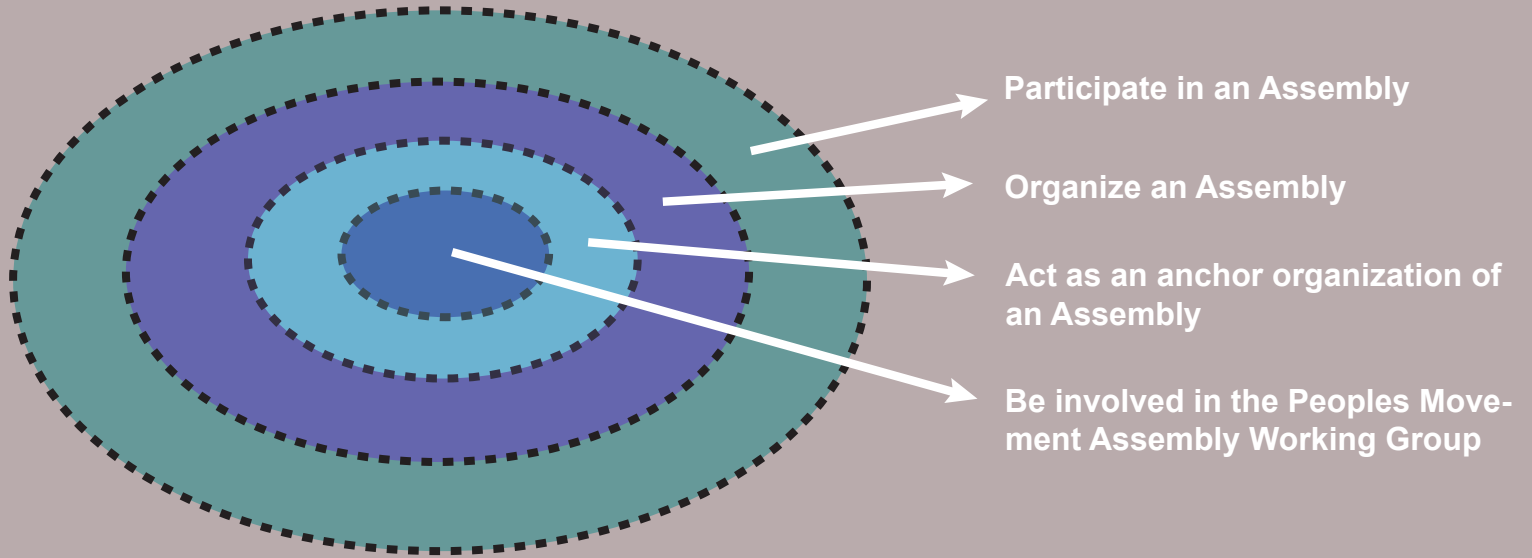 Participate in an Assembly
Organize an Assembly
Act as an anchor organization of
an Assembly
Be involved in the Peoples Move-
ment Assembly Working Group